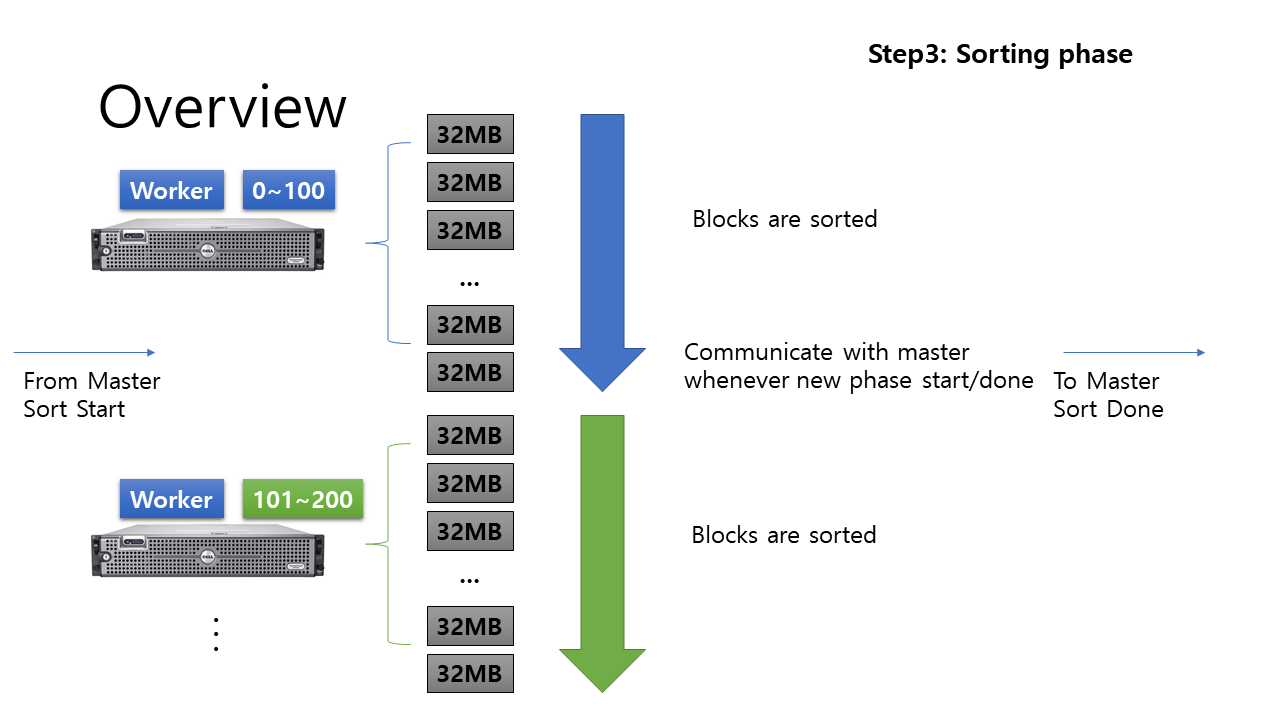 Step3: Sorting phase
Overview
Worker
0~100
32MB
32MB
32MB
...
32MB
32MB
Blocks are sorted
From Master
Sort Start
Communicate with master
whenever new phase start/done
To Master
Sort Done
Worker
101~200
32MB
32MB
32MB
...
32MB
32MB
Blocks are sorted
DELL
DELL